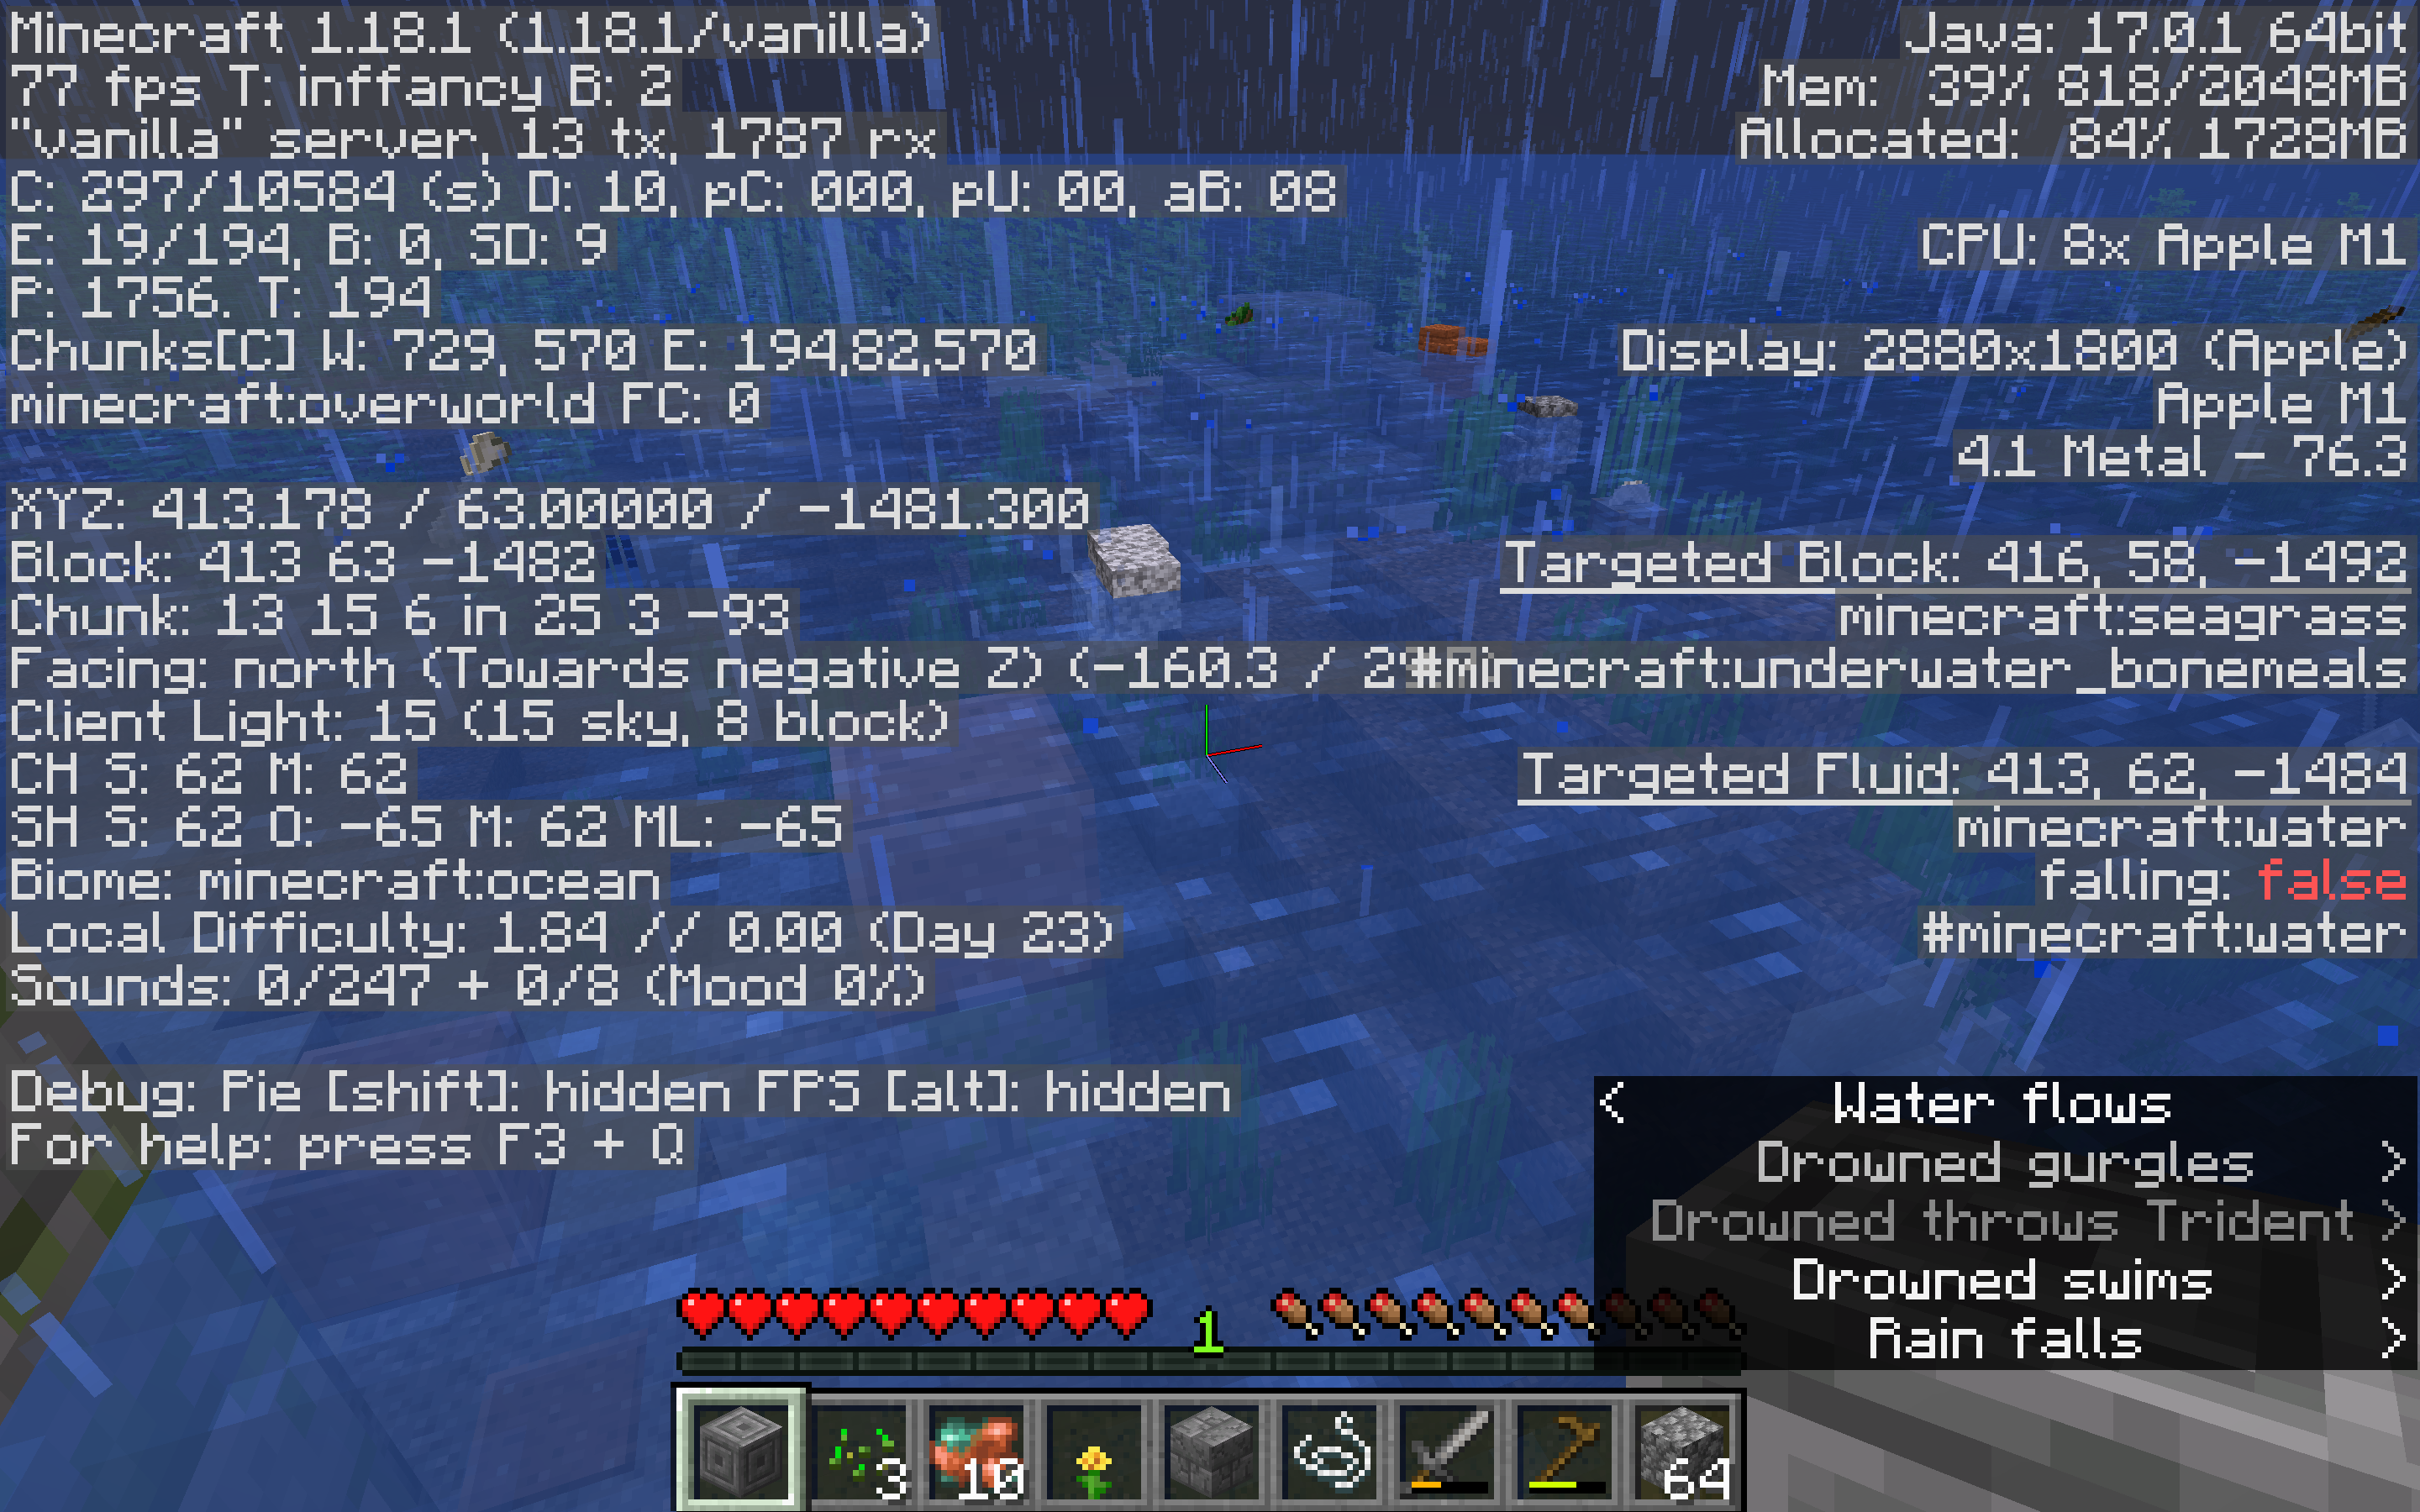 Minecraft 1.18.1 (1.18.1/vanilla)
77 fps T: inffancy B: 2
"vanilla" server, 13 tx, 1787 rx
C: 297/10584 (s) D: 10, pC: 000, pU: 00, aB: 08
E: 19/194, B: 0, SD: 9
P: 1756. T: 194
Chunks[C] W: 729, 570 E: 194,82,570
minecraft:overworld FC: 0
XYZ: 413.178 / 63.00000 / -1481.300
Block: 413 63 -1482
Chunk: 13 15 6 in 25 3 -93
Facing: north (Towards negative Z) (-160.3 /
Client Light: 15 (15 sky, 8 block)
CH S: 62 M: 62
SH S: 62 O: -65 M: 62 ML: -65
Biome: minecraft:ocean
Local Difficulty: 1.84 // 0.00 (Day 23)
Sounds: 0/247 + 0/8 (Mood 0%)
Debug: Pie [shift]: hidden FPS [alt]: hidden
For help: press F3 + Q
Java: 17.0.1 64bit
Mem: 39% 818/2048MB
Allocated: 84% 1728MB
CPU: 8x Apple M1
Display: 2880x1800 (Apple)
Apple M1
4.1 Metal - 76.3
Targeted Block: 416, 58, -1492
minecraft:seagrass
#minecraft:underwater_bonemeals
Targeted Fluid: 413, 62, -1484
minecraft:water
falling: false
#minecraft:water
< Water flows
Drowned gurgles >
Drowned throws Trident >
Drowned swims >
Rain falls >
1
3
10
64